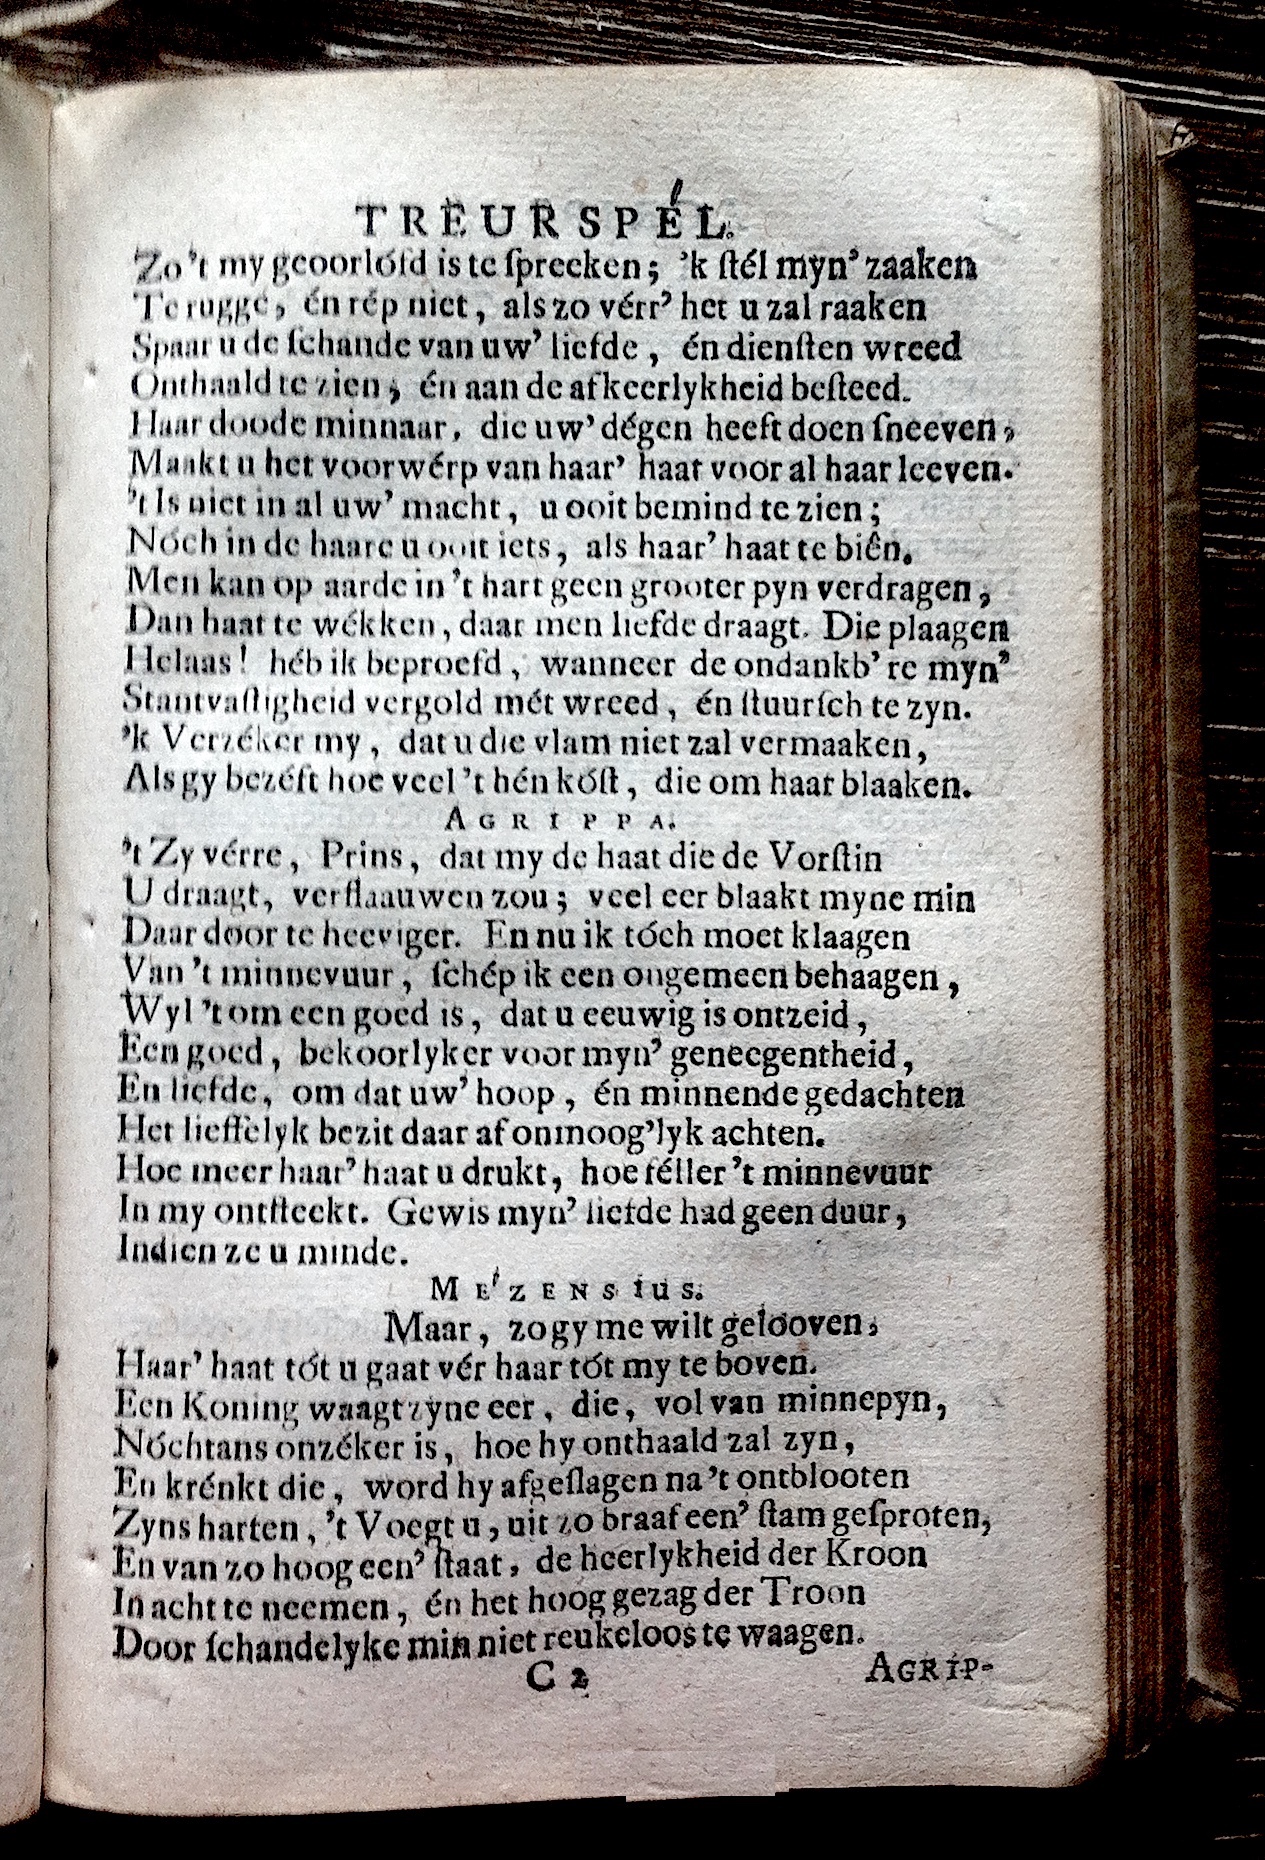 TREURSPÉL.
Zo 't my geoorlófd is te ſpreeken; 'k ſtél myn' zaaken
Te rugge, én rép niet, als zo vérr' het u zal raaken
Spaar u de ſchande van uw' liefde, én dienſten wreed
Onthaald te zien; én aan de afkeerlykheid beſteed.
Haar doode minnaar, die uw' dégen heeft doen ſneeven,
Maakt u het voorwérp van haar' haat voor al haar leeven.
't Is niet in al uw' macht, u ooit bemind te zien;
Nóch in de haare u ooit iets, als haar' haat te biên.
Men kan op aarde in 't hart geen grooter pyn verdragen,
Dan haat te wékken, daar men liefde draagt. Die plaagen
Helaas! héb ik beproefd, wanneer de ondankb're myn'
Stantvaſtigheid vergold mét wreed, én ſtuurſch te zyn.
'k Verzéker my, dat u die vlam niet zal vermaaken,
Als gy bezéft hoe veel 't hén kóſt, die om haar blaaken.
AGRIPPA.
't Zy vérre, Prins, dat my de haat die de Vorſtin
U draagt, verflaauwen zou; veel eer blaakt myne min
Daar door te heeviger. En nu ik tóch moet klaagen
Van 't minnevuur, ſchép ik een ongemeen behaagen,
Wyl 't om een goed is, dat u eeuwig is ontzeid,
Een goed, bekoorlyker voor myn' geneegentheid,
En liefde, om dat uw' hoop, én minnende gedachten
Het lieffelyk bezit daar af onmoog'lyk achten.
Hoe meer haar' haat u drukt, hoe féller 't minnevuur
In my ontſteekt. Gewis myn' liefde had geen duur,
Indien ze u minde.
ME'ZENSIUS.
Maar, zo gy me wilt gelooven,
Haar' haat tót u gaat vér haar tót my te boven.
Een Koning waagt zyne eer, die, vol van minnepyn,
Nóchtans onzéker is, hoe hy onthaald zal zyn,
En krénkt die, word hy afgeſlagen na 't ontblooten
Zyns harten, 't Voegt u, uit zo braaf een' ſtam geſproten,
En van zo hoog een' ſtaat, de heerlykheid der Kroon
In acht te neemen, én het hoog gezag der Troon
Door ſchandelyke min niet reukeloos te waagen.
C 2 AGRIP-